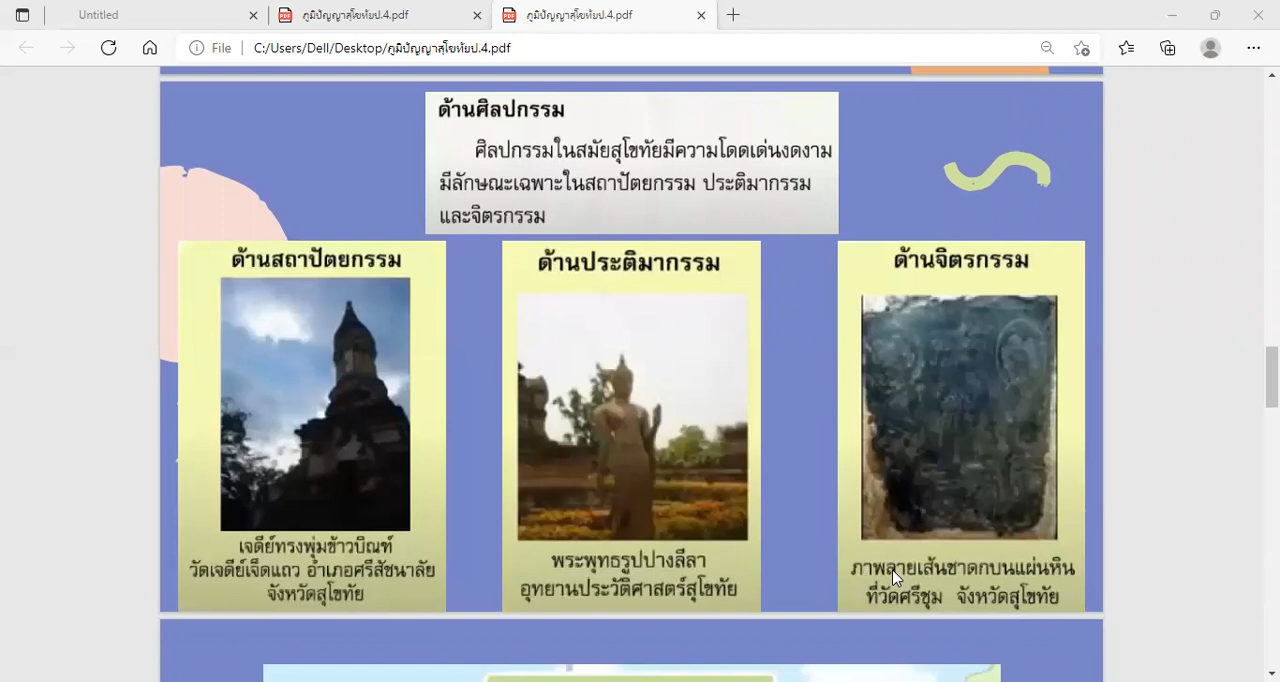 Untitled
ภูมิปัญญาสุโขทัยป.4.pdf
ภูมิปัญญาสุโขทัยป.4.pdf
File
C:/Users/Dell/Desktop/ภูมิปัญญาสุโขทัยป.4.pdf
ด้านศิลปกรรม
ศิลปกรรมในสมัยสุโขทัยมีความโดดเด่นงดงาม
มีลักษณะเฉพาะในสถาปัตยกรรม ประติมากรรม
และจิตรกรรม
ด้านสถาปัตยกรรม
เจดีย์ทรงพุ่มข้าวบิณฑ์
วัดเจดีย์เจ็ดแถว อำเภอศรีสัชนาลัย
จังหวัดสุโขทัย
ด้านประติมากรรม
พระพุทธรูปปางลีลา
อุทยานประวัติศาสตร์สุโขทัย
ด้านจิตรกรรม
ภาพลายเส้นชาดกบนแผ่นหิน
ที่วัดศรีชุม จังหวัดสุโขทัย